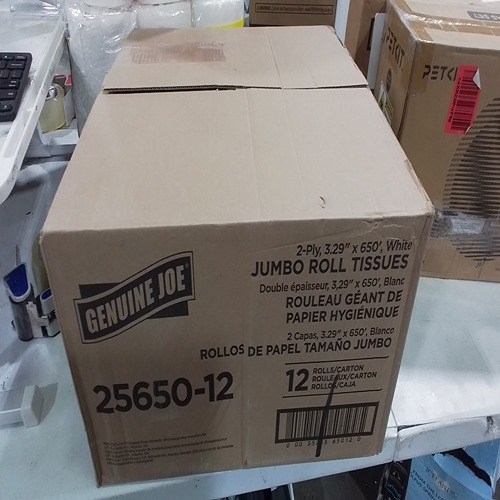 PETKIT
PETKIT
GENUINE JOE®
2-Ply, 3.29" x 650', White
JUMBO ROLL TISSUES
Double épaisseur, 3,29" x 650', Blanc
ROULEAU GÉANT DE
PAPIER HYGIÉNIQUE
2 Capas, 3.29" x 650', Blanco
ROLLOS DE PAPEL TAMAÑO JUMBO
25650-12
12
ROLLS/CARTON
ROULEAUX/CARTON
ROLLOS/CAJA